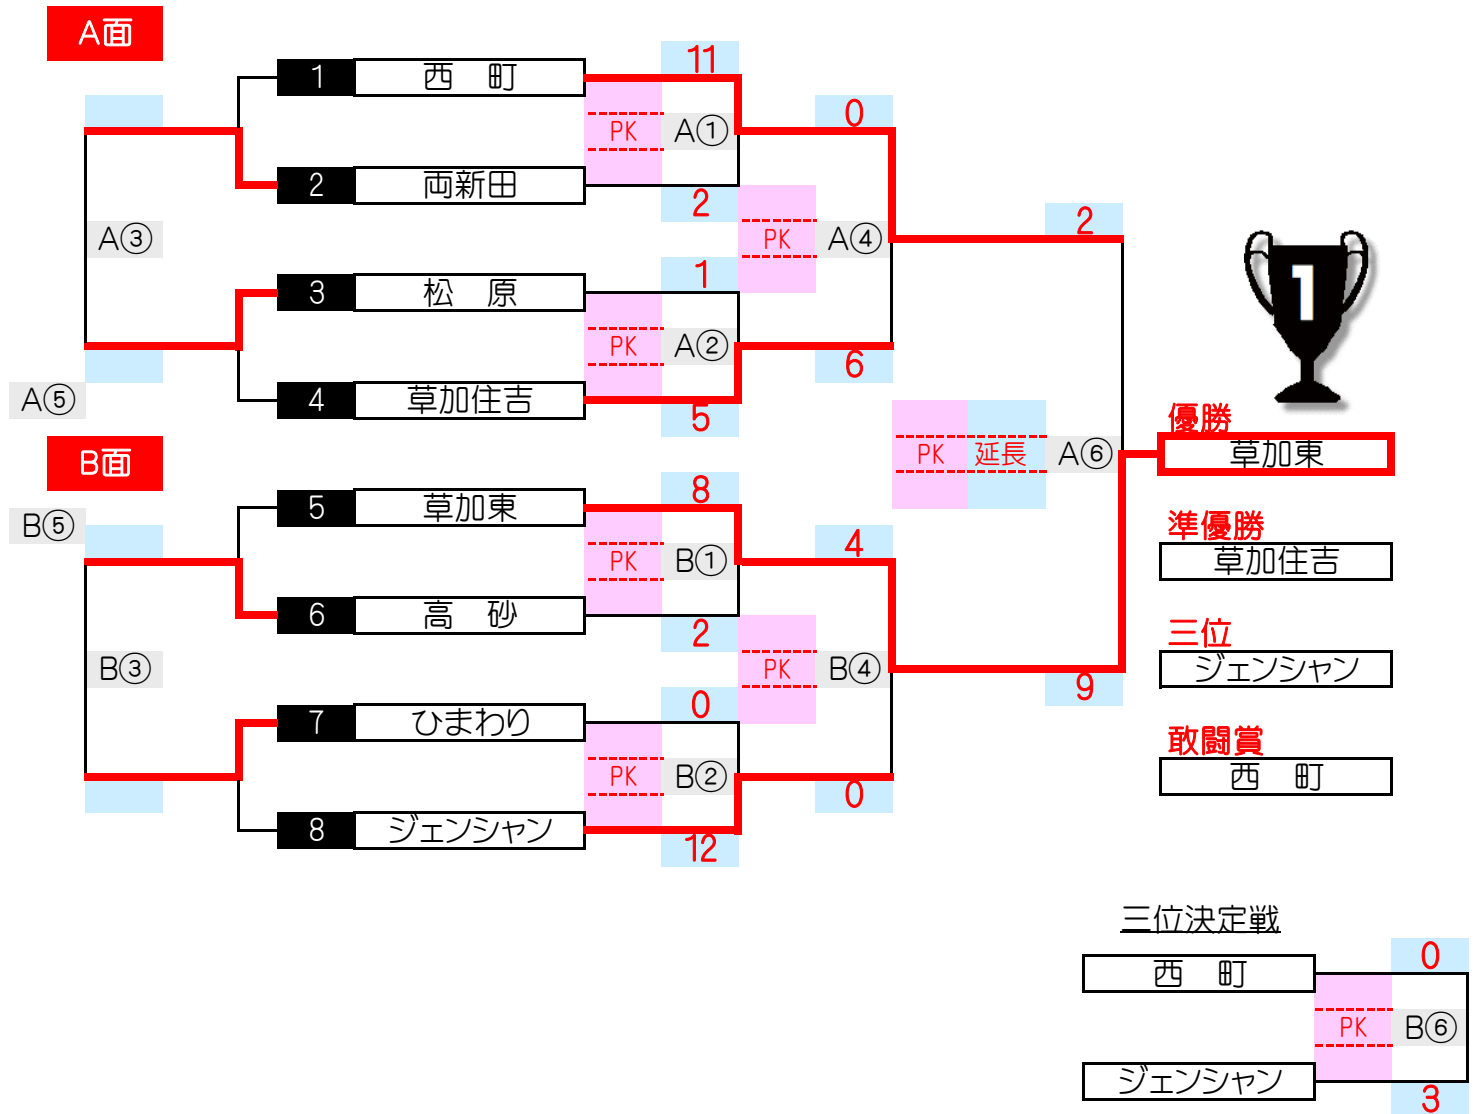 A面
1 西　町
11
PK A①
0
2 両新田
2
A③
PK A④
2
1
3 松　原
1
PK A②
6
A⑤
4 草加住吉
5
優勝
草加東
PK 延長 A⑥
B面
B⑤
5 草加東
8
準優勝
草加住吉
PK B①
4
6 高　砂
2
三位
ジェンシャン
B③
PK B④
9
7 ひまわり
0
敢闘賞
西　町
PK B②
0
8 ジェンシャン
12
三位決定戦
西　町
0
PK B⑥
ジェンシャン
3